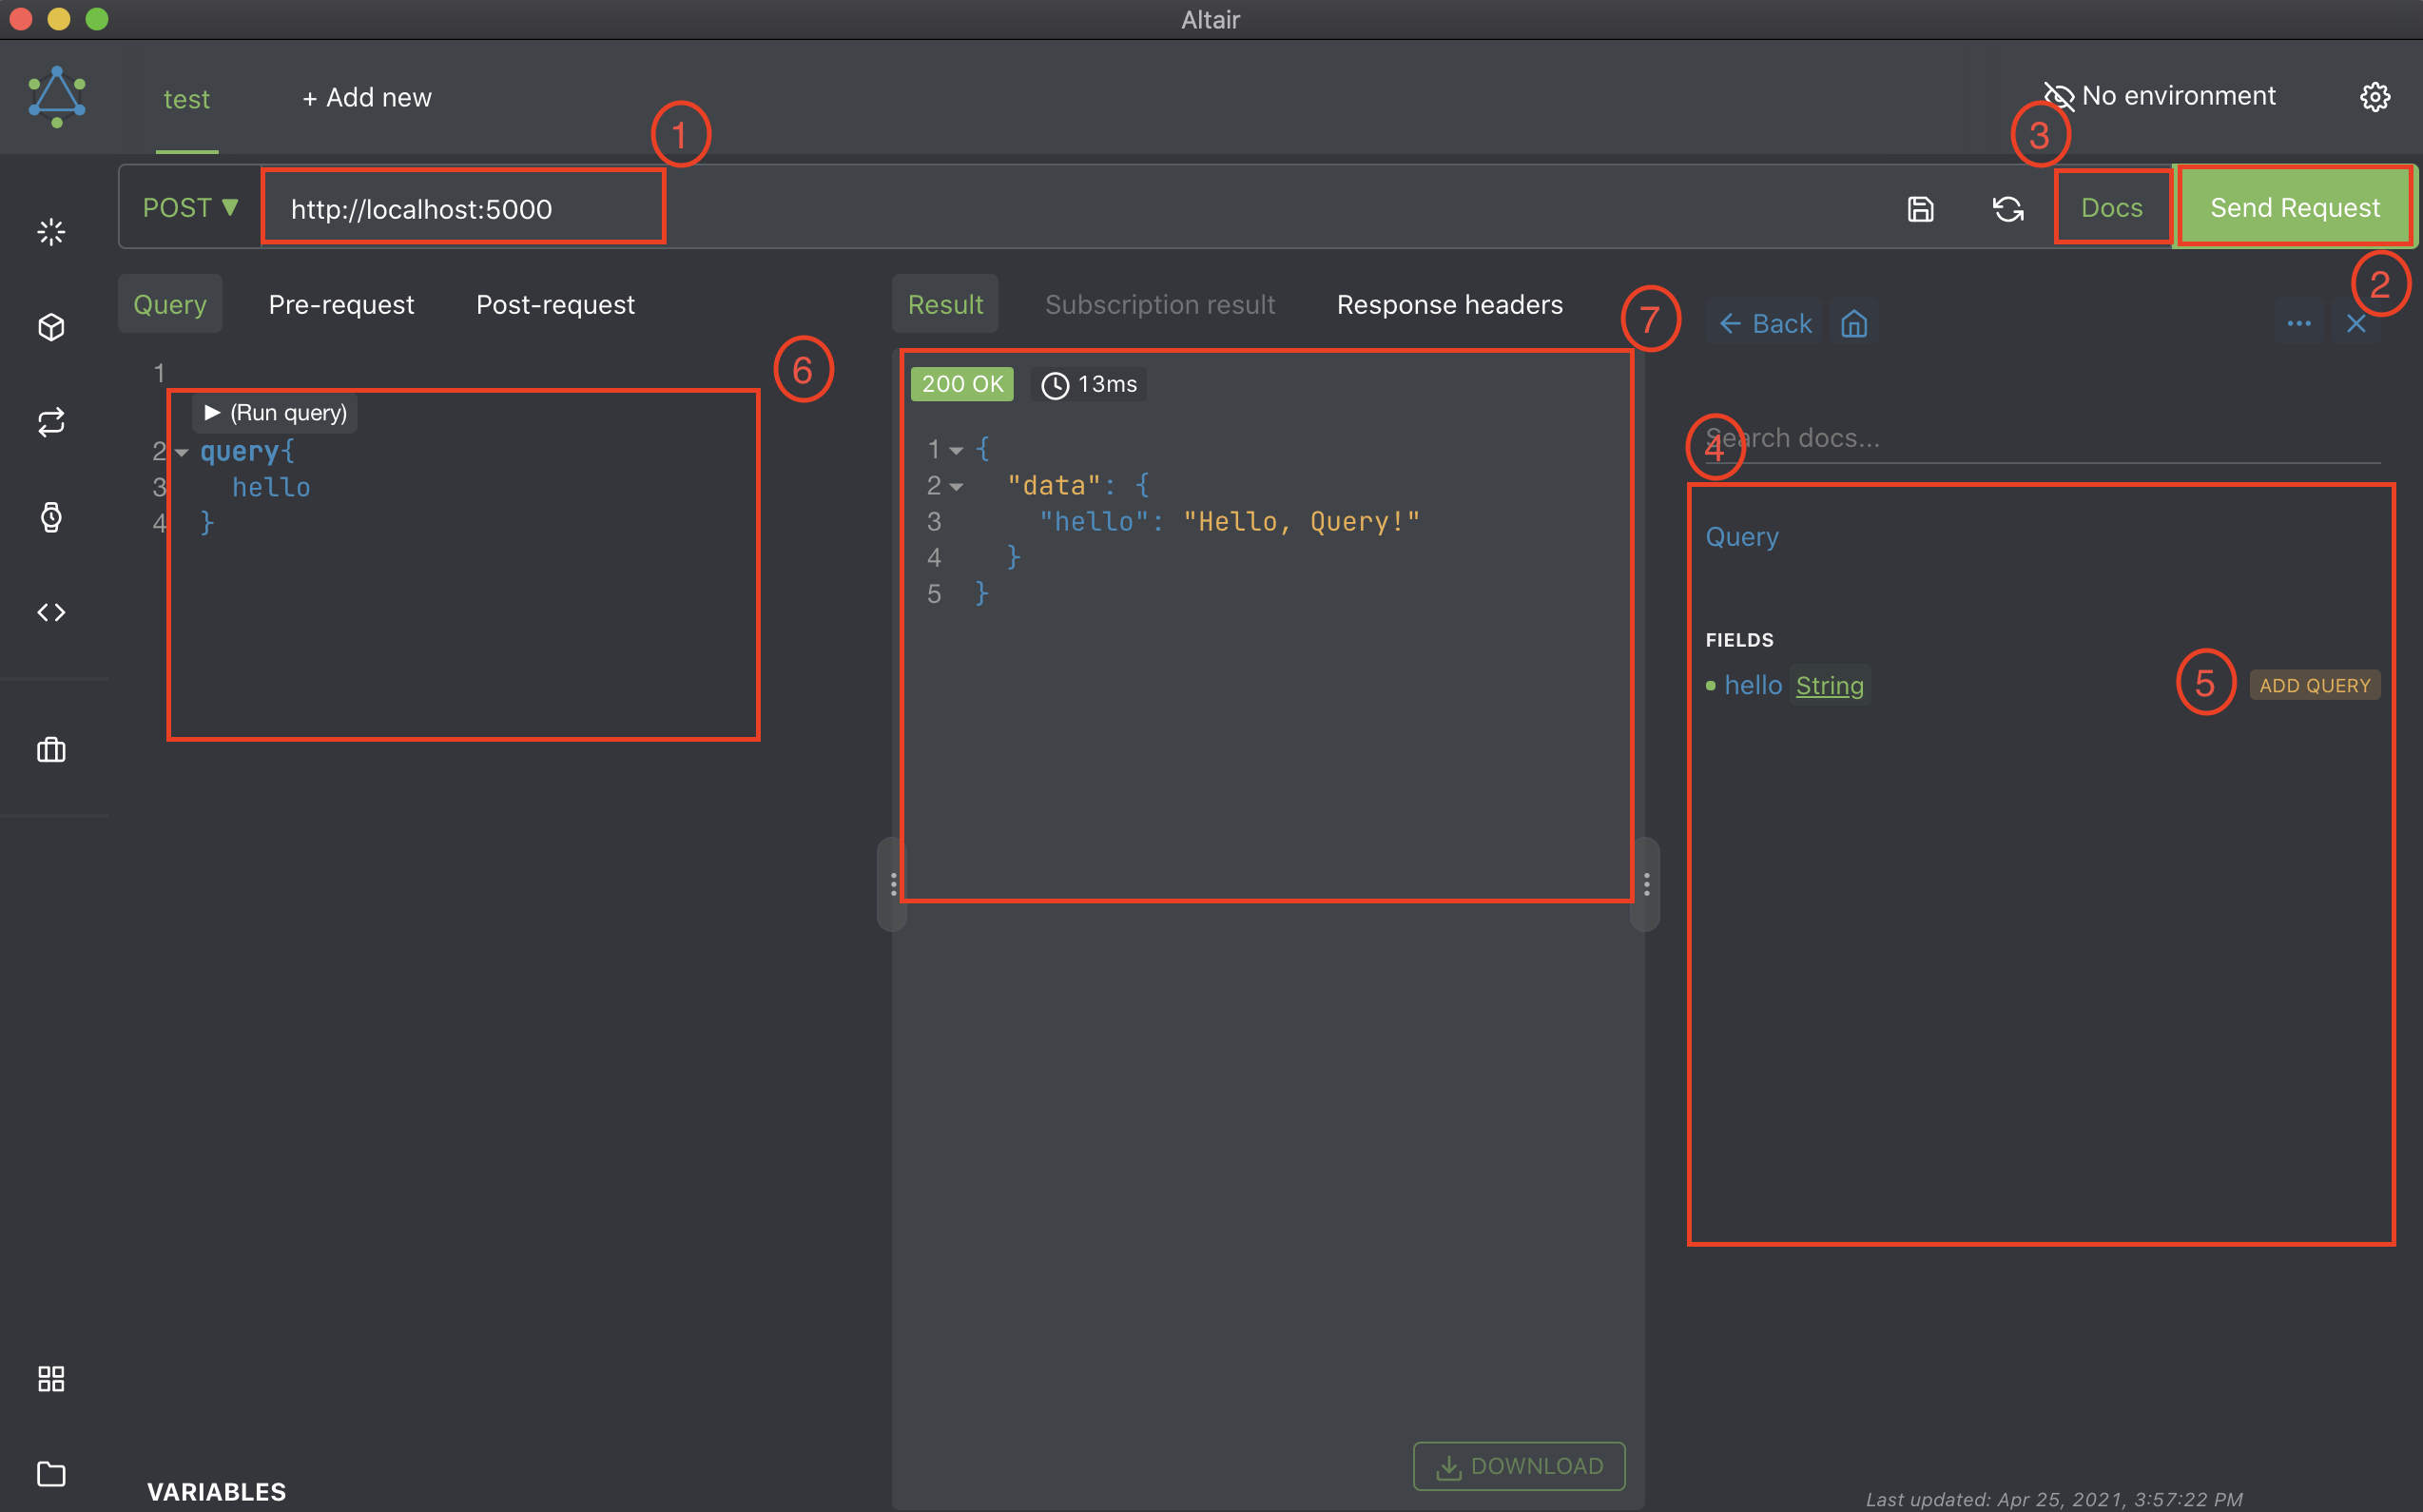 Altair
test
+ Add new
1
3
No environment
POST ▼
http://localhost:5000
Docs
Send Request
2
Query
Pre-request
Post-request
6
1
▶ (Run query)
2 query{
3 hello
4 }
Result
Subscription result
Response headers
7
200 OK
13ms
1 {
2 "data": {
3 "hello": "Hello, Query!"
4 }
5 }
← Back
4
Search docs...
Query
FIELDS
hello String
5
ADD QUERY
DOWNLOAD
VARIABLES
Last updated: Apr 25, 2021, 3:57:22 PM